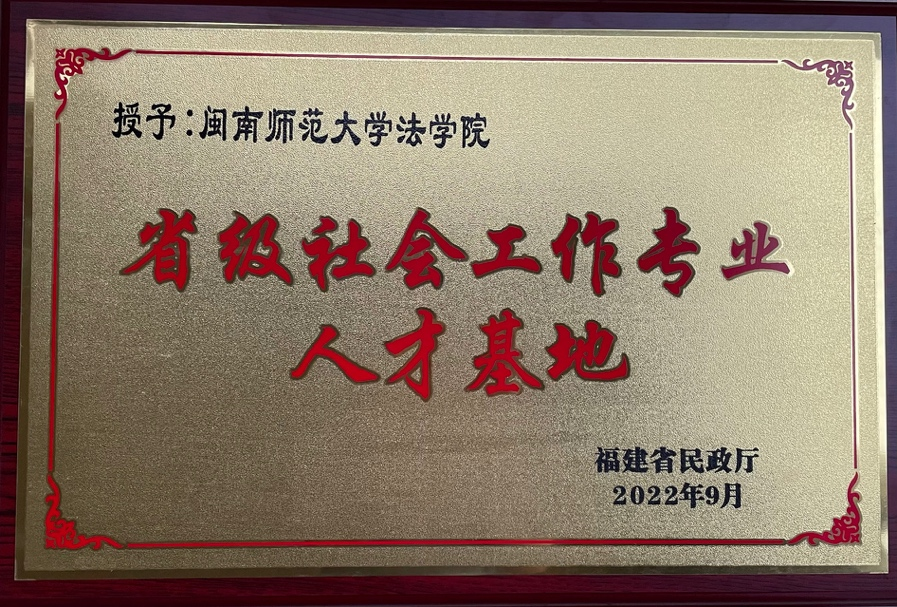 授予：闽南师范大学法学院
省级社会工作专业
人才基地
福建省民政厅
2022年9月